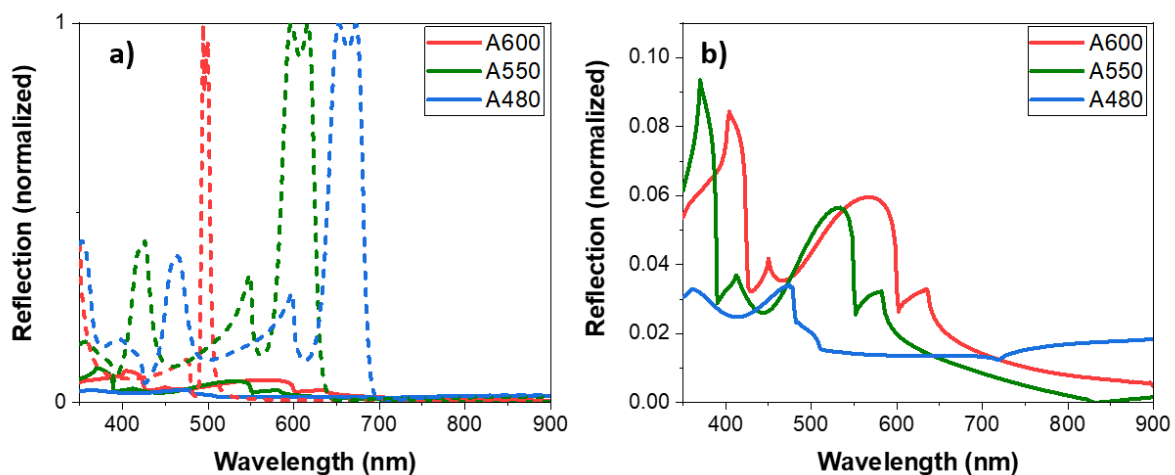 a)
A600
A550
A480
1
0
Reflection (normalized)
400
500
600
700
800
900
Wavelength (nm)
b)
A600
A550
A480
0.10
0.08
0.06
0.04
0.02
0.00
Reflection (normalized)
400
500
600
700
800
900
Wavelength (nm)